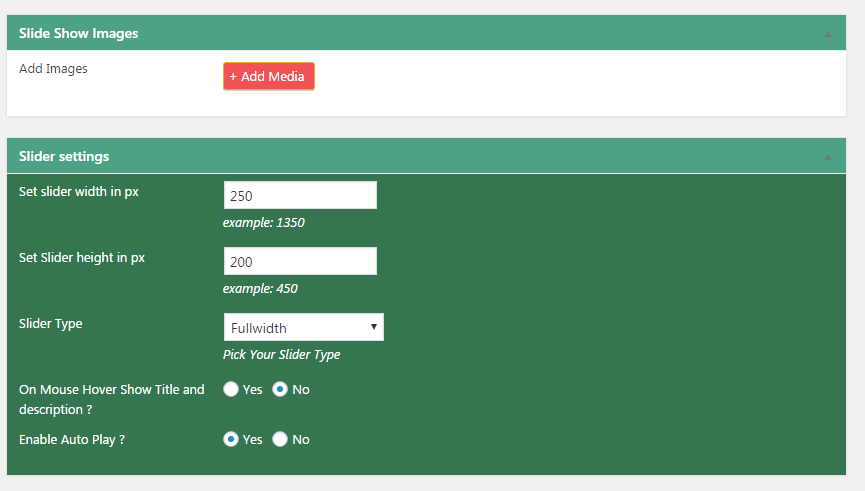 Slide Show Images
Add Images
+ Add Media
Slider settings
Set slider width in px
250
example: 1350
Set Slider height in px
200
example: 450
Slider Type
Fullwidth
Pick Your Slider Type
On Mouse Hover Show Title and
description ?
Yes No
Enable Auto Play ?
Yes No